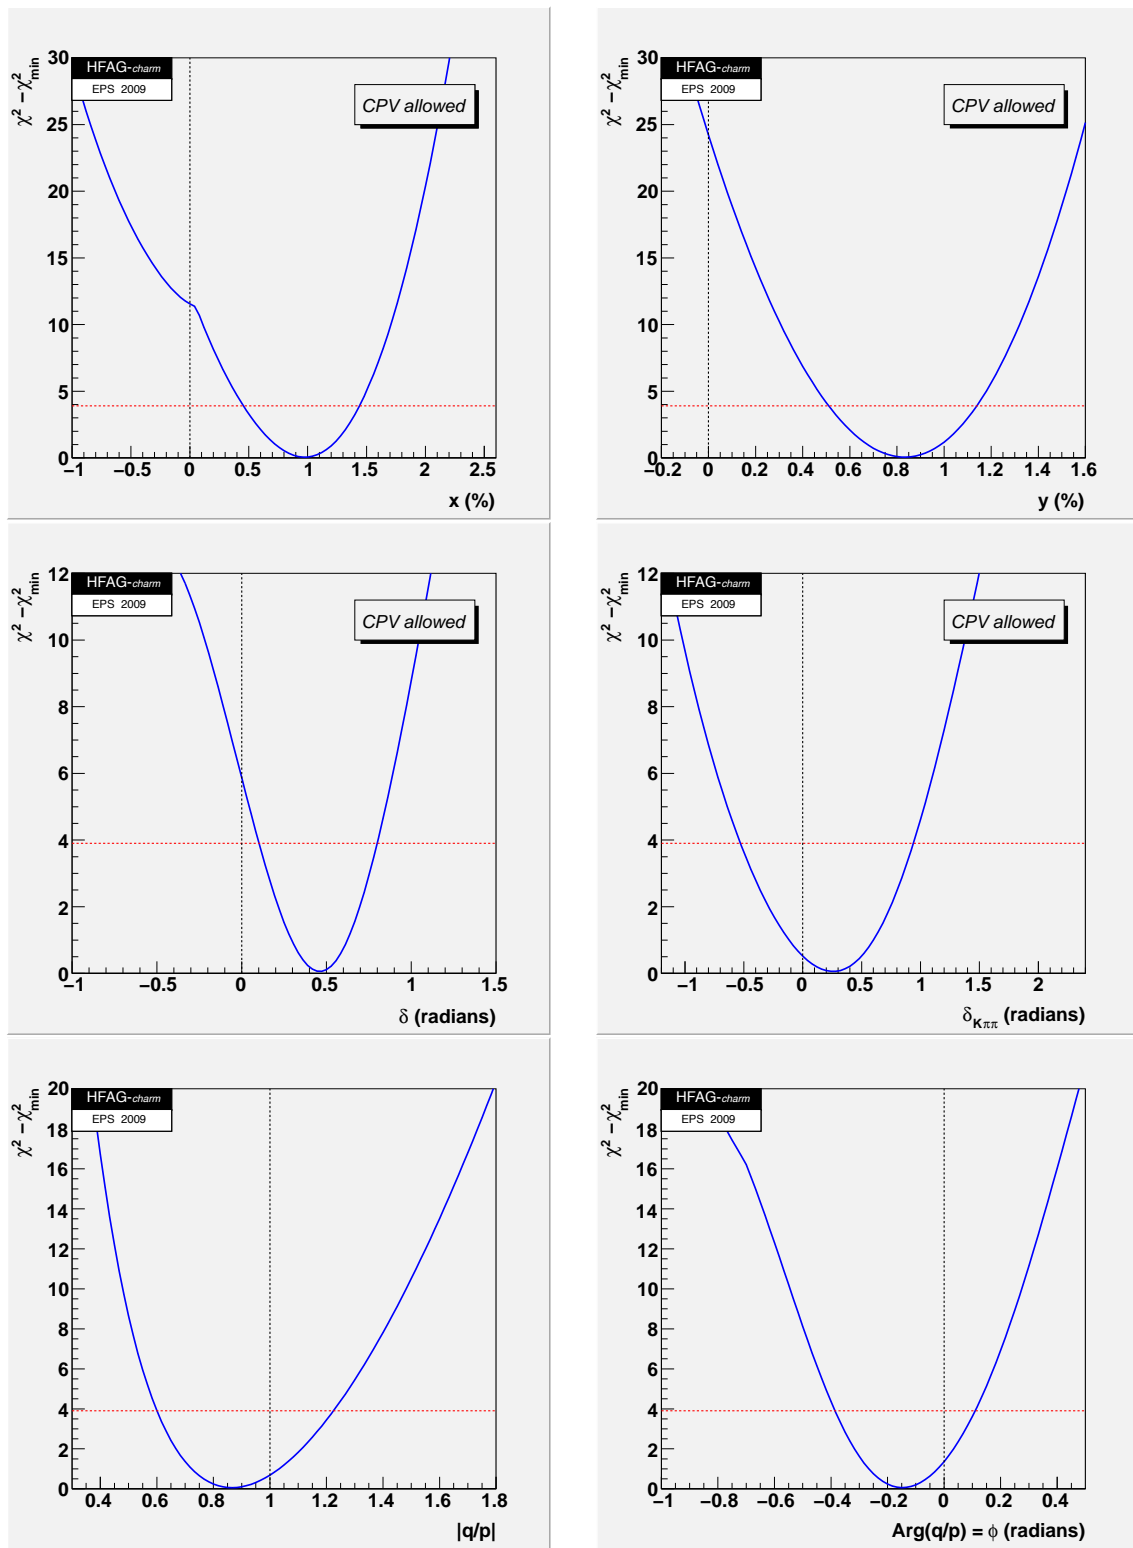 χ² − χ²min
30
25
20
15
10
5
0
HFAG-charm
EPS 2009
CPV allowed
−1 −0.5 0 0.5 1 1.5 2 2.5
x (%)
χ² − χ²min
30
25
20
15
10
5
0
HFAG-charm
EPS 2009
CPV allowed
−0.2 0 0.2 0.4 0.6 0.8 1 1.2 1.4 1.6
y (%)
χ² − χ²min
12
10
8
6
4
2
0
HFAG-charm
EPS 2009
CPV allowed
−1 −0.5 0 0.5 1 1.5
δ (radians)
χ² − χ²min
12
10
8
6
4
2
0
HFAG-charm
EPS 2009
CPV allowed
−1 −0.5 0 0.5 1 1.5 2
δKππ (radians)
χ² − χ²min
20
18
16
14
12
10
8
6
4
2
0
HFAG-charm
EPS 2009
0.4 0.6 0.8 1 1.2 1.4 1.6 1.8
|q/p|
χ² − χ²min
20
18
16
14
12
10
8
6
4
2
0
HFAG-charm
EPS 2009
−1 −0.8 −0.6 −0.4 −0.2 0 0.2 0.4
Arg(q/p) = ϕ (radians)